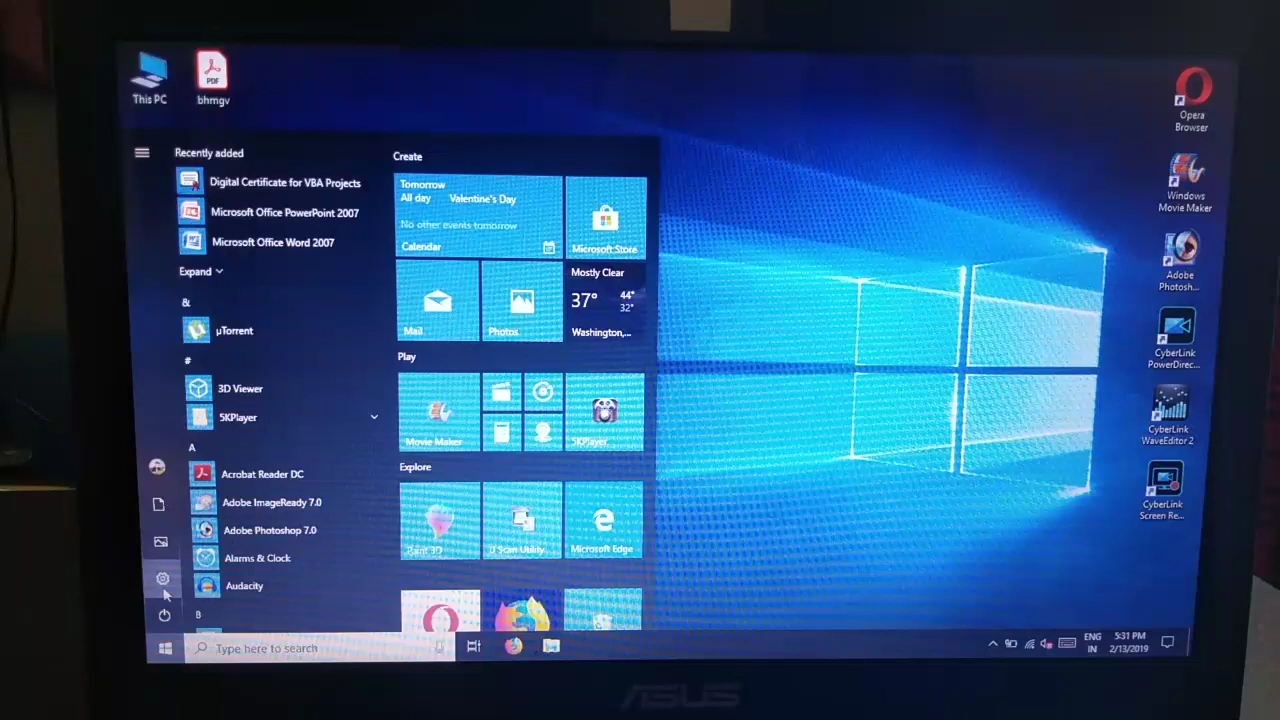 This PC
PDF
bhmgv
Recently added
Digital Certificate for VBA Projects
Microsoft Office PowerPoint 2007
Microsoft Office Word 2007
Expand
&
µTorrent
#
3D Viewer
5KPlayer
A
Acrobat Reader DC
Adobe ImageReady 7.0
Adobe Photoshop 7.0
Alarms & Clock
Audacity
B
Create
Tomorrow
All day Valentine's Day
No other events tomorrow
Calendar
Microsoft Store
Mail
Photos
Mostly Clear
37° 44°
32°
Washington,...
Play
Movie Maker
5KPlayer
Explore
Paint 3D
IJ Scan Utility
Microsoft Edge
Opera
Browser
Windows
Movie Maker
Adobe
Photosh...
CyberLink
PowerDirec...
CyberLink
WaveEditor 2
CyberLink
Screen Re...
Type here to search
ENG
IN
5:31 PM
2/13/2019
ASUS